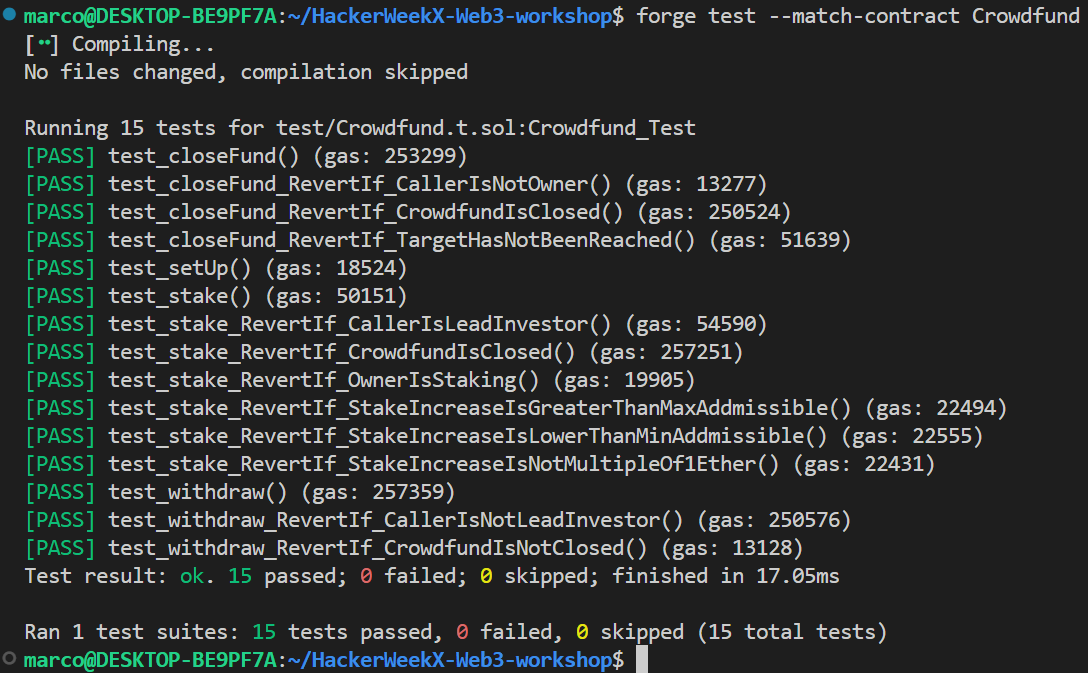 marco@DESKTOP-BE9PF7A:~/HackerWeekX-Web3-workshop$ forge test --match-contract Crowdfund
[⠒] Compiling...
No files changed, compilation skipped
Running 15 tests for test/Crowdfund.t.sol:Crowdfund_Test
[PASS] test_closeFund() (gas: 253299)
[PASS] test_closeFund_RevertIf_CallerIsNotOwner() (gas: 13277)
[PASS] test_closeFund_RevertIf_CrowdfundIsClosed() (gas: 250524)
[PASS] test_closeFund_RevertIf_TargetHasNotBeenReached() (gas: 51639)
[PASS] test_setUp() (gas: 18524)
[PASS] test_stake() (gas: 50151)
[PASS] test_stake_RevertIf_CallerIsLeadInvestor() (gas: 54590)
[PASS] test_stake_RevertIf_CrowdfundIsClosed() (gas: 257251)
[PASS] test_stake_RevertIf_OwnerIsStaking() (gas: 19905)
[PASS] test_stake_RevertIf_StakeIncreaseIsGreaterThanMaxAddmissible() (gas: 22494)
[PASS] test_stake_RevertIf_StakeIncreaseIsLowerThanMinAddmissible() (gas: 22555)
[PASS] test_stake_RevertIf_StakeIncreaseIsNotMultipleOf1Ether() (gas: 22431)
[PASS] test_withdraw() (gas: 257359)
[PASS] test_withdraw_RevertIf_CallerIsNotLeadInvestor() (gas: 250576)
[PASS] test_withdraw_RevertIf_CrowdfundIsNotClosed() (gas: 13128)
Test result: ok. 15 passed; 0 failed; 0 skipped; finished in 17.05ms
Ran 1 test suites: 15 tests passed, 0 failed, 0 skipped (15 total tests)
marco@DESKTOP-BE9PF7A:~/HackerWeekX-Web3-workshop$